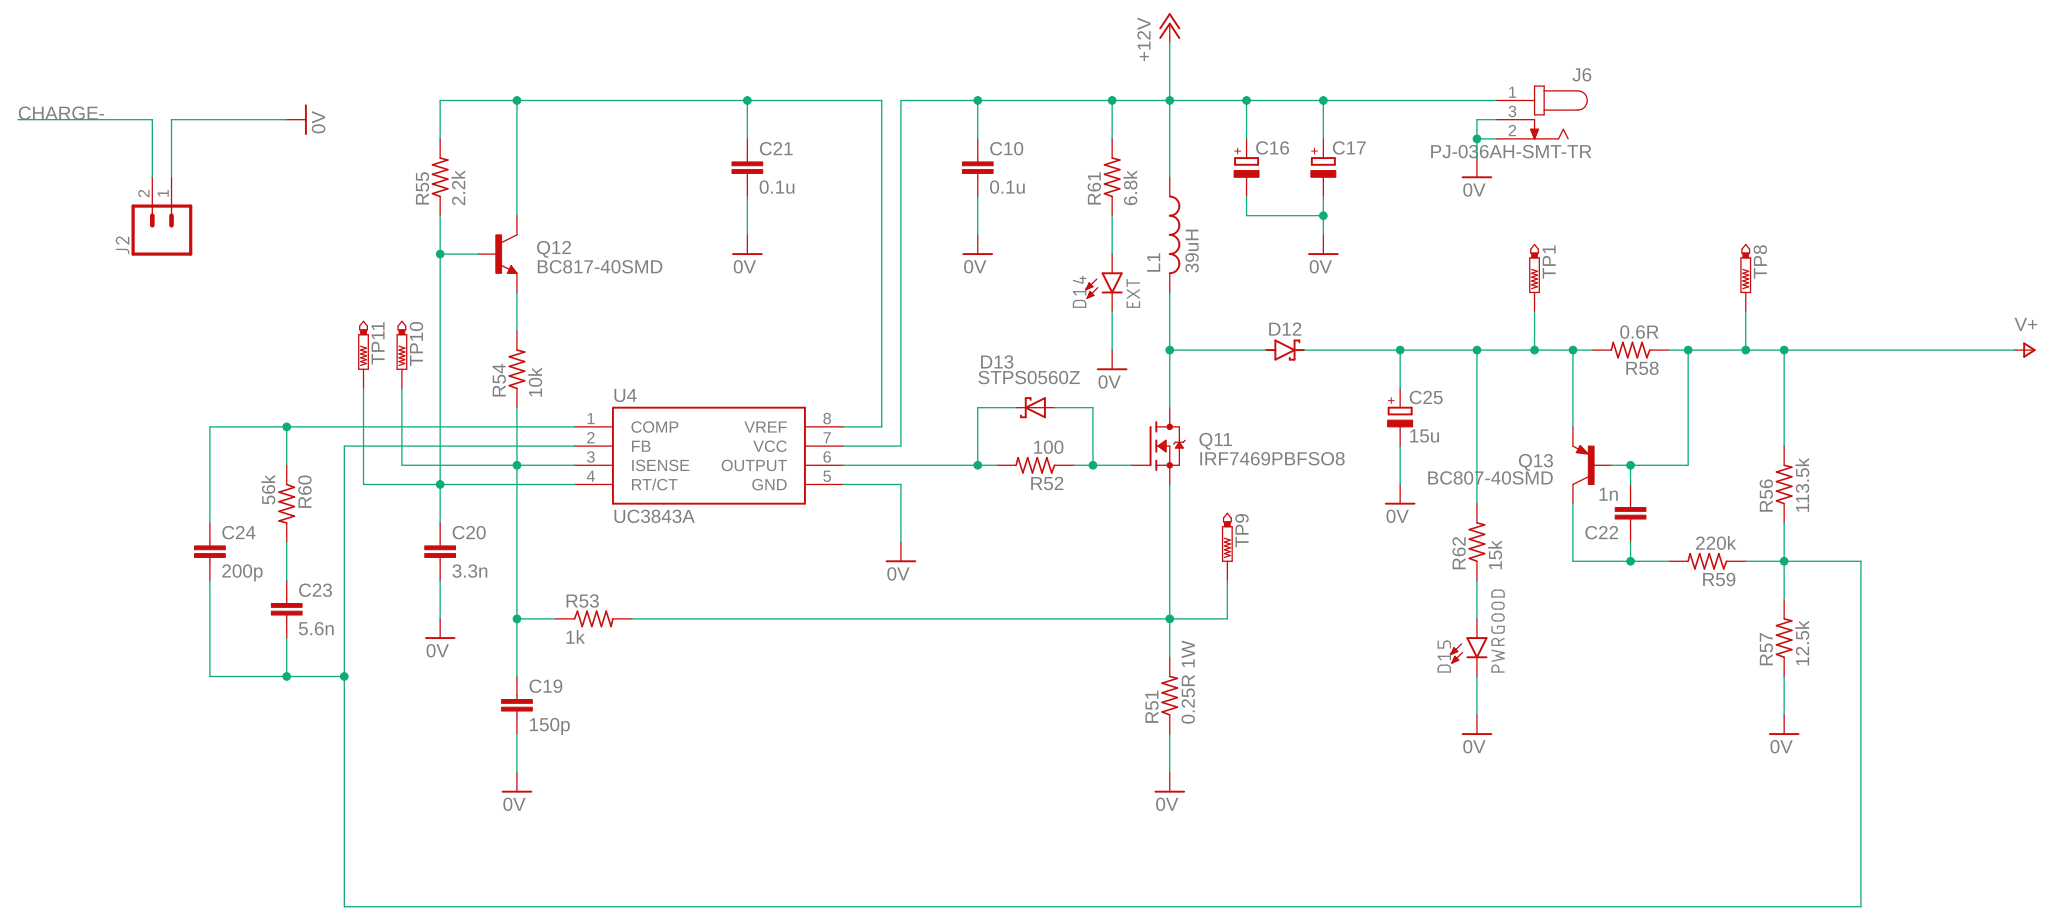 +12V
J6
1
3
2
PJ-036AH-SMT-TR
0V
CHARGE-
0V
2
1
J2
R55
2.2k
C21
0.1u
0V
C10
0.1u
0V
R61
6.8k
C16
C17
0V
Q12
BC817-40SMD
L1
39uH
D14
EXT
0V
TP1
TP8
TP11
TP10
R54
10k
D12
0.6R
R58
V+
D13
STPS0560Z
100
R52
Q11
IRF7469PBFSO8
C25
15u
0V
U4
1
2
3
4
COMP
FB
ISENSE
RT/CT
VREF
VCC
OUTPUT
GND
8
7
6
5
UC3843A
0V
Q13
BC807-40SMD
1n
C22
R56
113.5k
56k
R60
C24
200p
C20
3.3n
0V
C23
5.6n
TP9
R62
15k
220k
R59
R53
1k
D15
PWRGOOD
0V
R57
12.5k
0V
C19
150p
0V
R51
0.25R 1W
0V